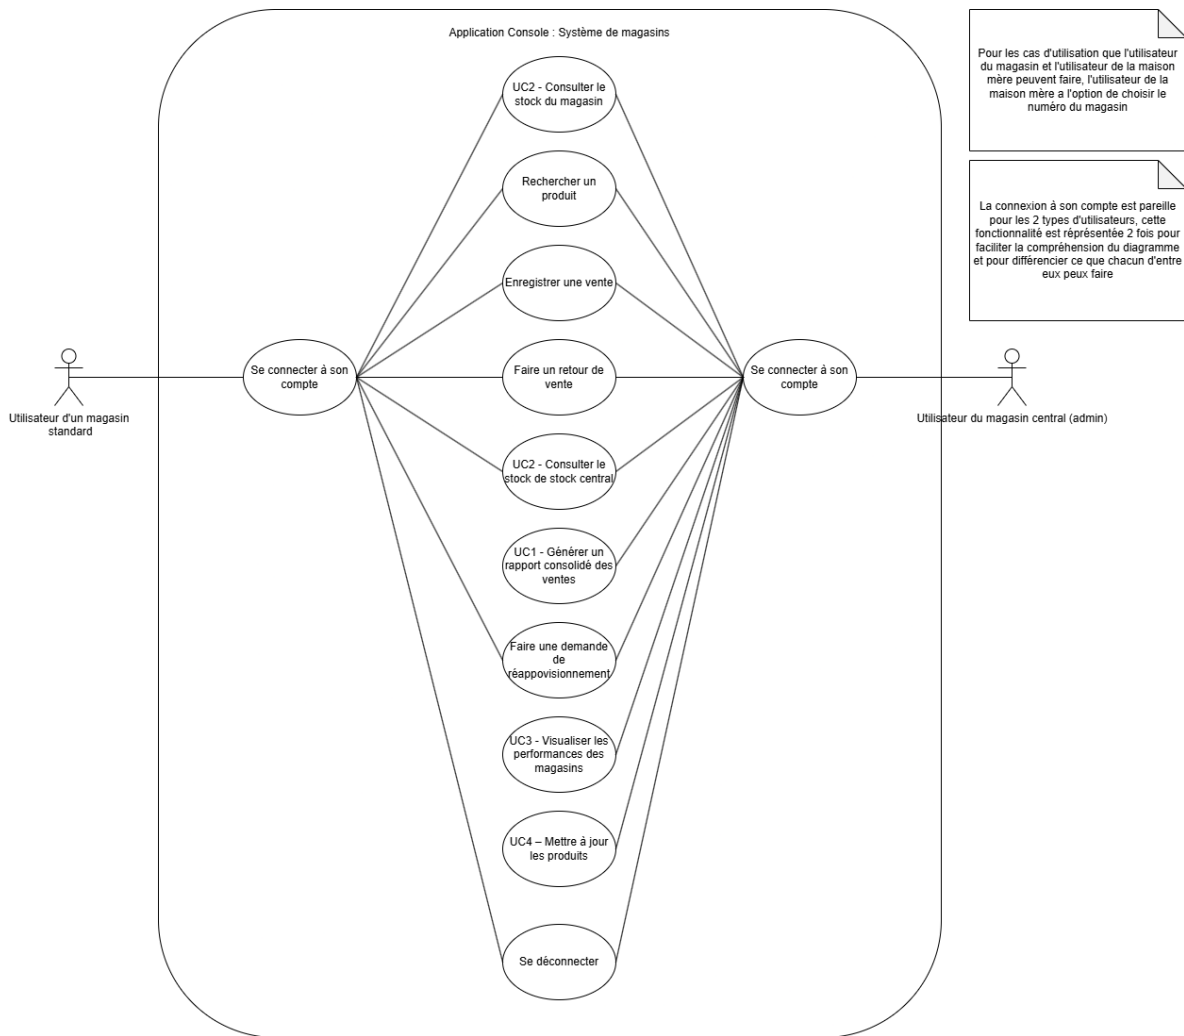 Application Console : Système de magasins
UC2 - Consulter le
stock du magasin
Rechercher un
produit
Enregistrer une vente
Se connecter à son
compte
Faire un retour de
vente
Se connecter à son
compte
Utilisateur d'un magasin
standard
Utilisateur du magasin central (admin)
UC2 - Consulter le
stock de stock central
UC1 - Générer un
rapport consolidé des
ventes
Faire une demande
de
réappovisionnement
UC3 - Visualiser les
performances des
magasins
UC4 – Mettre à jour
les produits
Se déconnecter
Pour les cas d'utilisation que l'utilisateur
du magasin et l'utilisateur de la maison
mère peuvent faire, l'utilisateur de la
maison mère a l'option de choisir le
numéro du magasin
La connexion à son compte est pareille
pour les 2 types d'utilisateurs, cette
fonctionnalité est réprésentée 2 fois pour
faciliter la compréhension du diagramme
et pour différencier ce que chacun d'entre
eux peux faire